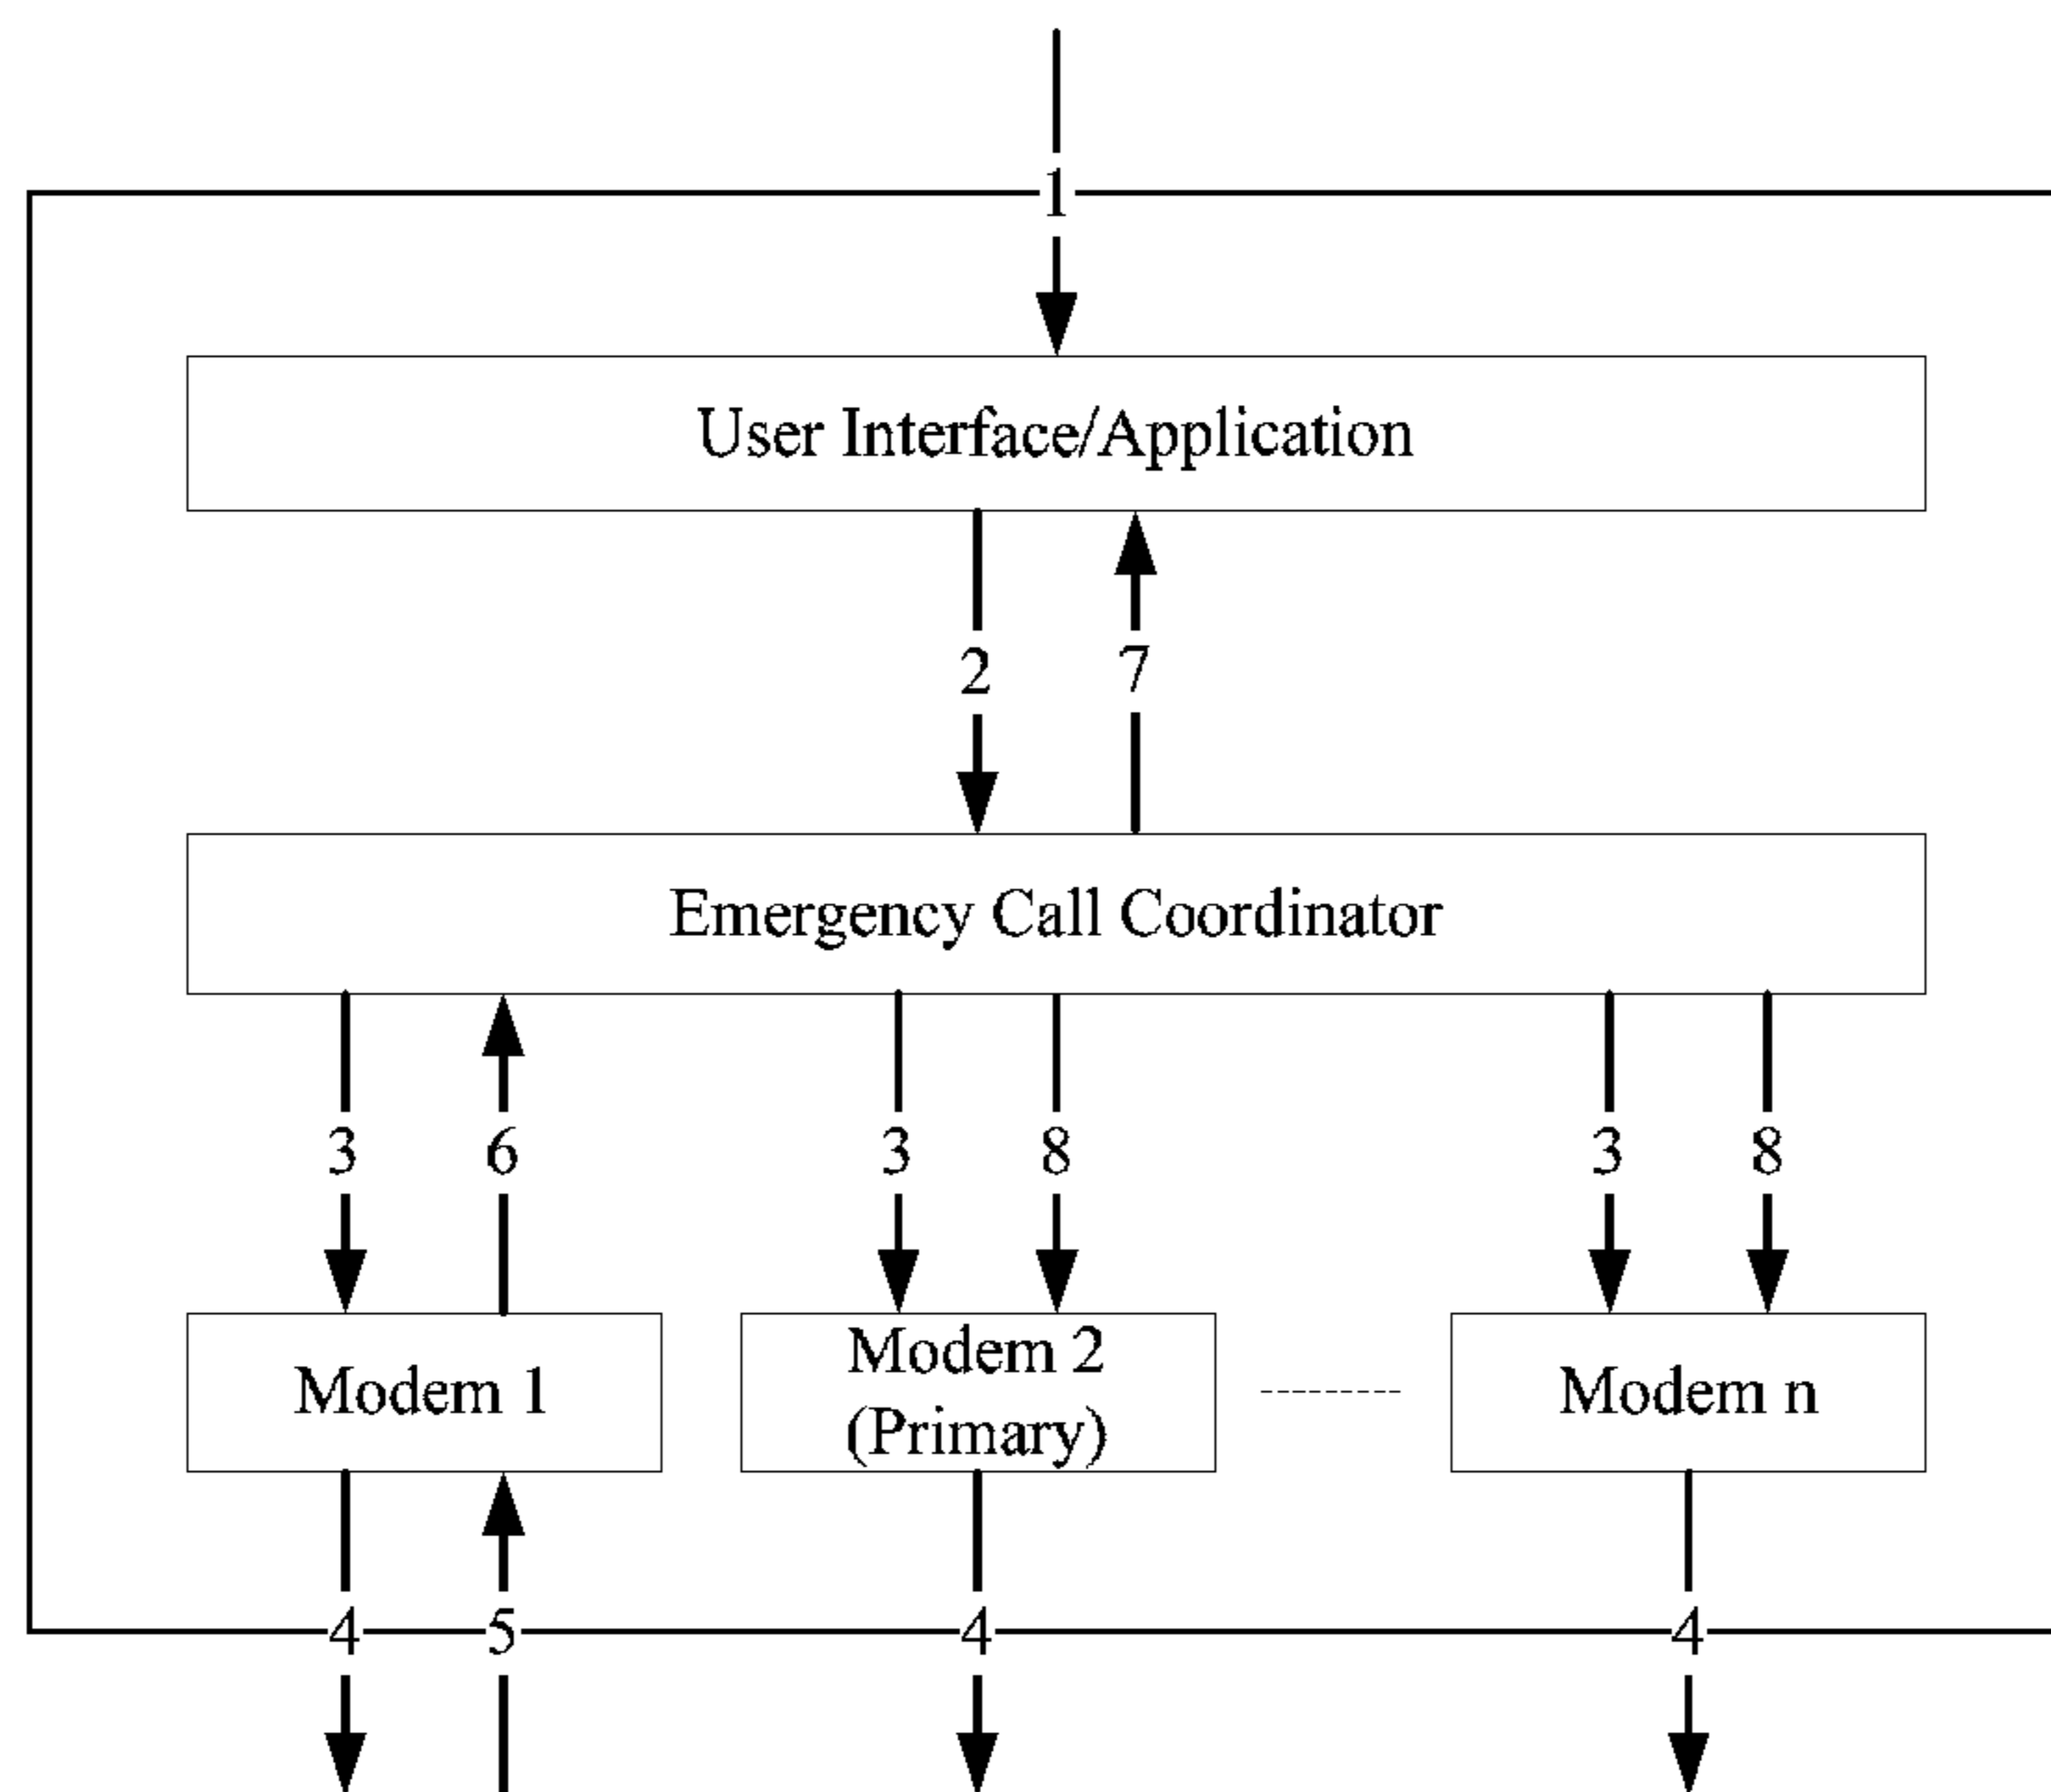 1
User Interface/Application
2 7
Emergency Call Coordinator
3 6 3 8 3 8
Modem 1
Modem 2
(Primary)
Modem n
4 5 4 4